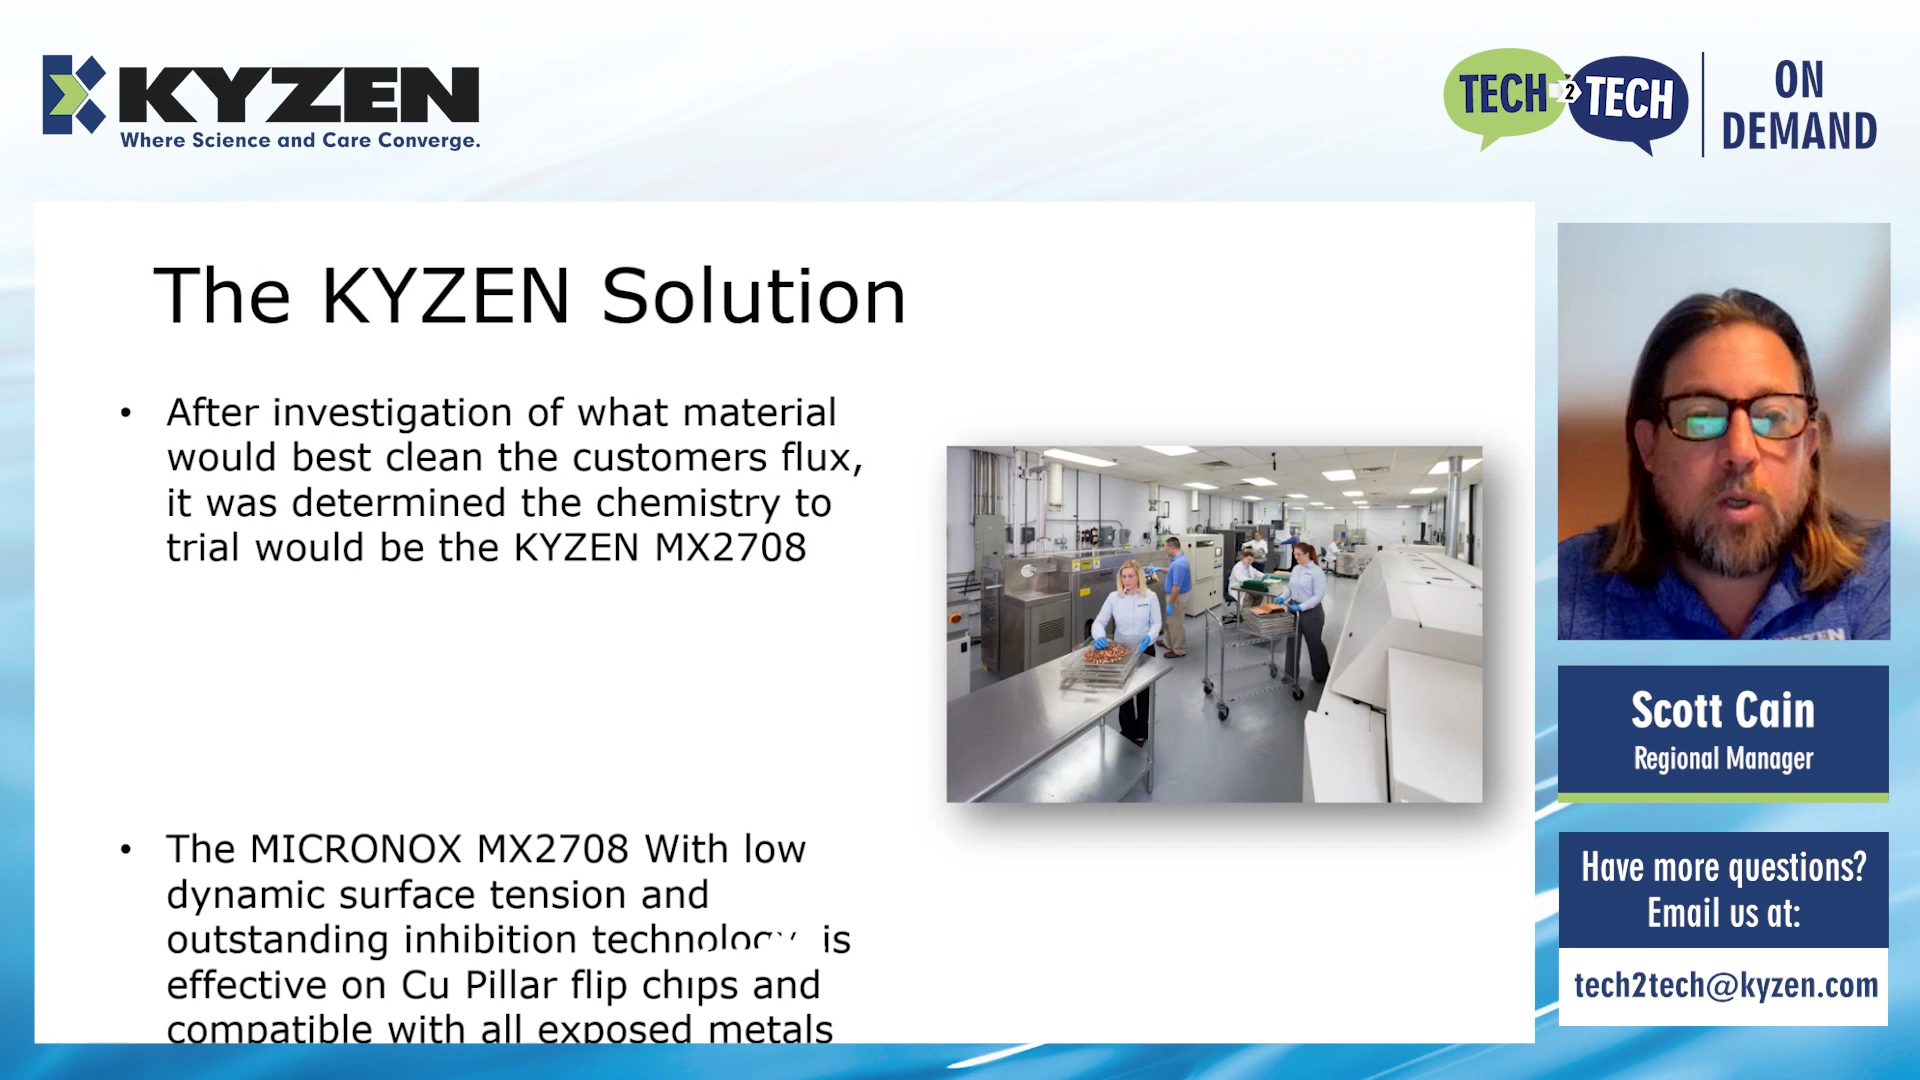 KYZEN
Where Science and Care Converge.
TECH 2 TECH
ON
DEMAND
The KYZEN Solution
• After investigation of what material
would best clean the customers flux,
it was determined the chemistry to
trial would be the KYZEN MX2708
• The MICRONOX MX2708 With low
dynamic surface tension and
outstanding inhibition technology is
effective on Cu Pillar flip chips and
compatible with all exposed metals
Scott Cain
Regional Manager
Have more questions?
Email us at:
tech2tech@kyzen.com